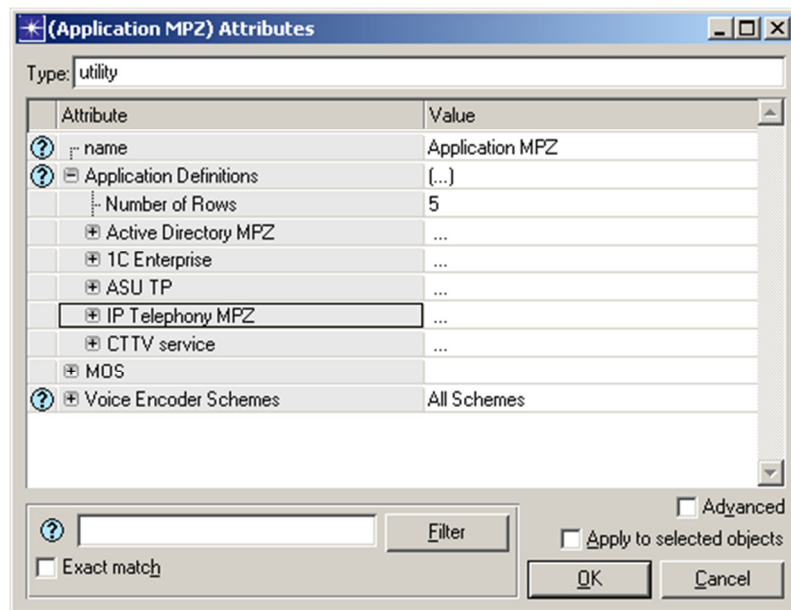 (Application MPZ) Attributes
Type: utility
Attribute Value
name Application MPZ
Application Definitions (...)
Number of Rows 5
Active Directory MPZ ...
1C Enterprise ...
ASU TP ...
IP Telephony MPZ ...
CTTV service ...
MOS
Voice Encoder Schemes All Schemes
Advanced
Filter
Apply to selected objects
Exact match
OK Cancel